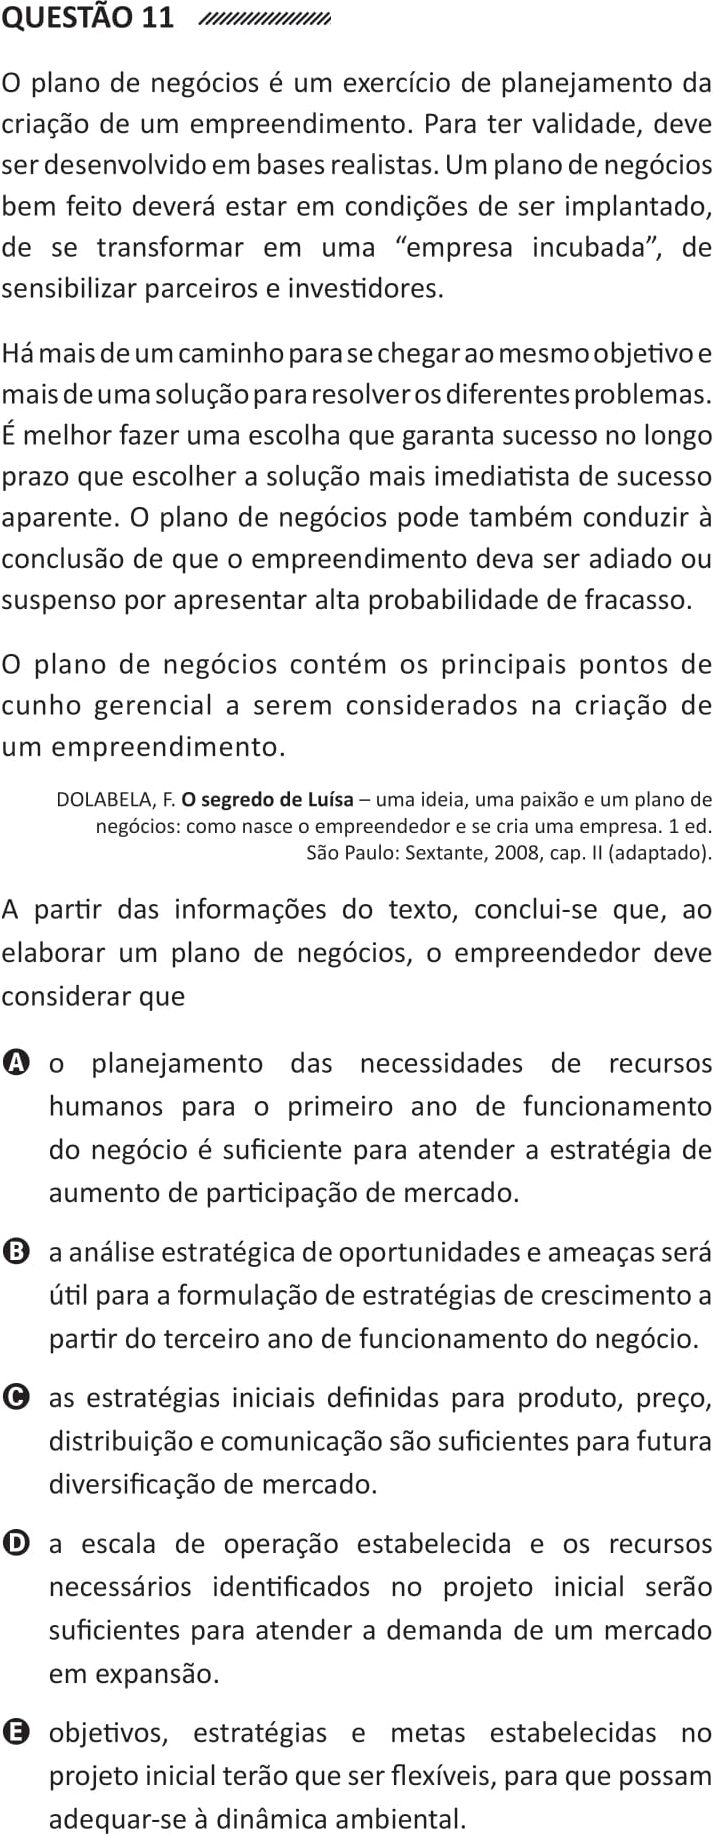 QUESTÃO 11
O plano de negócios é um exercício de planejamento da
criação de um empreendimento. Para ter validade, deve
ser desenvolvido em bases realistas. Um plano de negócios
bem feito deverá estar em condições de ser implantado,
de se transformar em uma “empresa incubada”, de
sensibilizar parceiros e investidores.
Há mais de um caminho para se chegar ao mesmo objetivo e
mais de uma solução para resolver os diferentes problemas.
É melhor fazer uma escolha que garanta sucesso no longo
prazo que escolher a solução mais imediatista de sucesso
aparente. O plano de negócios pode também conduzir à
conclusão de que o empreendimento deva ser adiado ou
suspenso por apresentar alta probabilidade de fracasso.
O plano de negócios contém os principais pontos de
cunho gerencial a serem considerados na criação de
um empreendimento.
DOLABELA, F. O segredo de Luísa – uma ideia, uma paixão e um plano de
negócios: como nasce o empreendedor e se cria uma empresa. 1 ed.
São Paulo: Sextante, 2008, cap. II (adaptado).
A partir das informações do texto, conclui-se que, ao
elaborar um plano de negócios, o empreendedor deve
considerar que
A o planejamento das necessidades de recursos
humanos para o primeiro ano de funcionamento
do negócio é suficiente para atender a estratégia de
aumento de participação de mercado.
B a análise estratégica de oportunidades e ameaças será
útil para a formulação de estratégias de crescimento a
partir do terceiro ano de funcionamento do negócio.
C as estratégias iniciais definidas para produto, preço,
distribuição e comunicação são suficientes para futura
diversificação de mercado.
D a escala de operação estabelecida e os recursos
necessários identificados no projeto inicial serão
suficientes para atender a demanda de um mercado
em expansão.
E objetivos, estratégias e metas estabelecidas no
projeto inicial terão que ser flexíveis, para que possam
adequar-se à dinâmica ambiental.